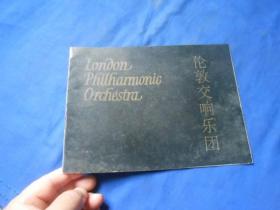 London
Philharmonic
Orchestra
伦敦交响乐团